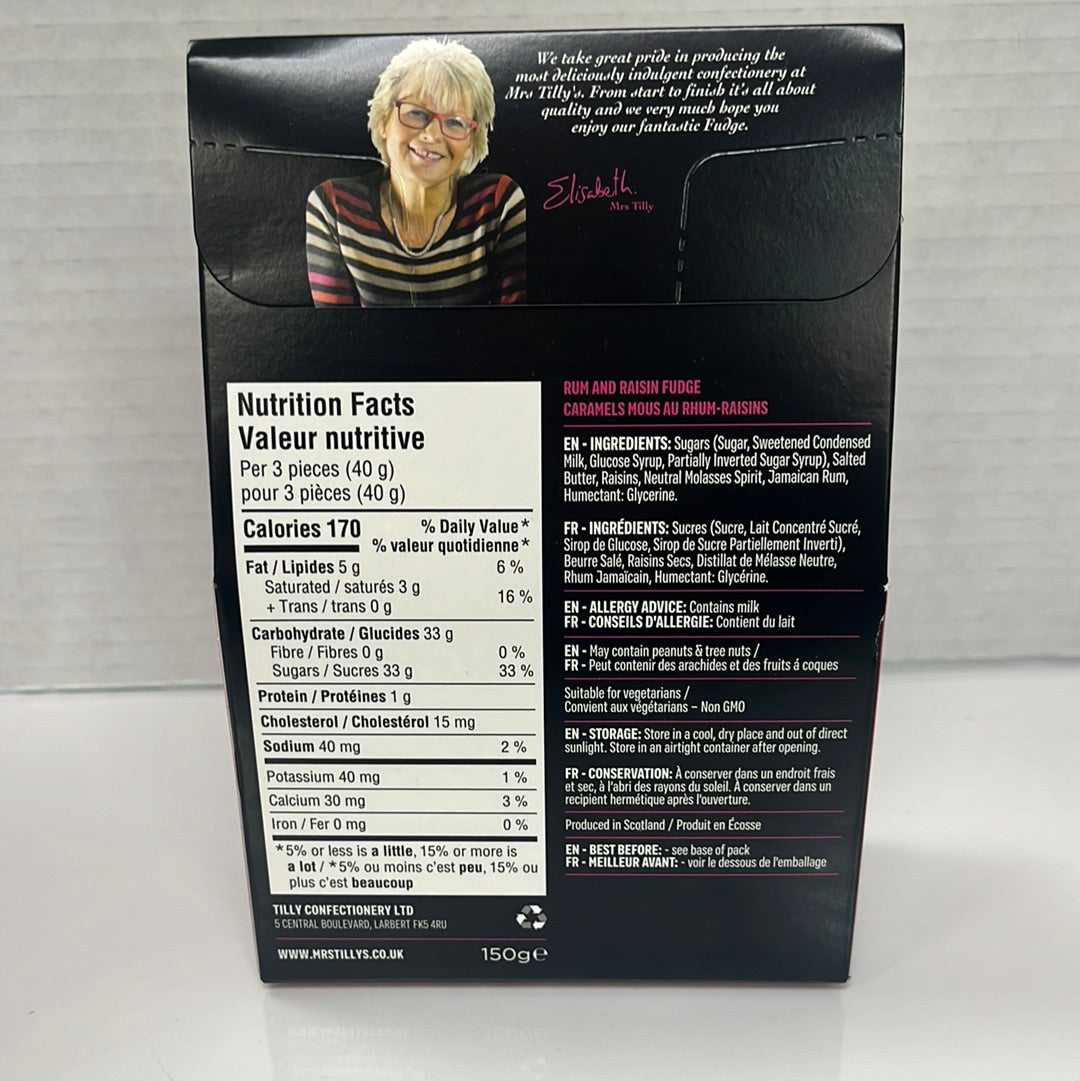 We take great pride in producing the
most deliciously indulgent confectionery at
Mrs Tilly's. From start to finish it's all about
quality and we very much hope you
enjoy our fantastic Fudge.
Elisabeth.
Mrs Tilly
Nutrition Facts
Valeur nutritive
Per 3 pieces (40 g)
pour 3 pièces (40 g)
Calories 170
% Daily Value*
% valeur quotidienne*
Fat / Lipides 5 g 6 %
Saturated / saturés 3 g
+ Trans / trans 0 g
16 %
Carbohydrate / Glucides 33 g
Fibre / Fibres 0 g 0 %
Sugars / Sucres 33 g 33 %
Protein / Protéines 1 g
Cholesterol / Cholestérol 15 mg
Sodium 40 mg 2 %
Potassium 40 mg 1 %
Calcium 30 mg 3 %
Iron / Fer 0 mg 0 %
*5% or less is a little, 15% or more is
a lot / *5% ou moins c'est peu, 15% ou
plus c'est beaucoup
TILLY CONFECTIONERY LTD
5 CENTRAL BOULEVARD, LARBERT FK5 4RU
WWW.MRSTILLYS.CO.UK
150g℮
RUM AND RAISIN FUDGE
CARAMELS MOUS AU RHUM-RAISINS
EN - INGREDIENTS: Sugars (Sugar, Sweetened Condensed
Milk, Glucose Syrup, Partially Inverted Sugar Syrup), Salted
Butter, Raisins, Neutral Molasses Spirit, Jamaican Rum,
Humectant: Glycerine.
FR - INGRÉDIENTS: Sucres (Sucre, Lait Concentré Sucré,
Sirop de Glucose, Sirop de Sucre Partiellement Inverti),
Beurre Salé, Raisins Secs, Distillat de Mélasse Neutre,
Rhum Jamaïcain, Humectant: Glycérine.
EN - ALLERGY ADVICE: Contains milk
FR - CONSEILS D'ALLERGIE: Contient du lait
EN - May contain peanuts & tree nuts /
FR - Peut contenir des arachides et des fruits á coques
Suitable for vegetarians /
Convient aux végétarians – Non GMO
EN - STORAGE: Store in a cool, dry place and out of direct
sunlight. Store in an airtight container after opening.
FR - CONSERVATION: À conserver dans un endroit frais
et sec, à l'abri des rayons du soleil. À conserver dans un
recipient hermétique après l'ouverture.
Produced in Scotland / Produit en Écosse
EN - BEST BEFORE: - see base of pack
FR - MEILLEUR AVANT: - voir le dessous de l'emballage